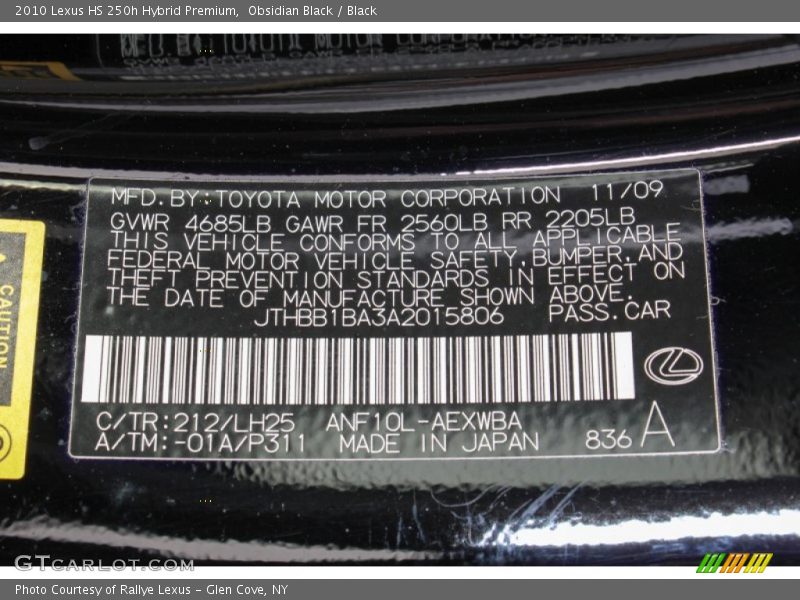 2010 Lexus HS 250h Hybrid Premium, Obsidian Black / Black
MFD.BY:TOYOTA MOTOR CORPORATION 11/09
GVWR 4685LB GAWR FR 2560LB RR 2205LB
THIS VEHICLE CONFORMS TO ALL APPLICABLE
FEDERAL MOTOR VEHICLE SAFETY,BUMPER,AND
THEFT PREVENTION STANDARDS IN EFFECT ON
THE DATE OF MANUFACTURE SHOWN ABOVE.
JTHBB1BA3A2015806 PASS.CAR
C/TR:212/LH25 ANF10L-AEXWBA
A/TM:-01A/P311 MADE IN JAPAN 836 A
CAUTION
GTCARLOT.COM
Photo Courtesy of Rallye Lexus - Glen Cove, NY